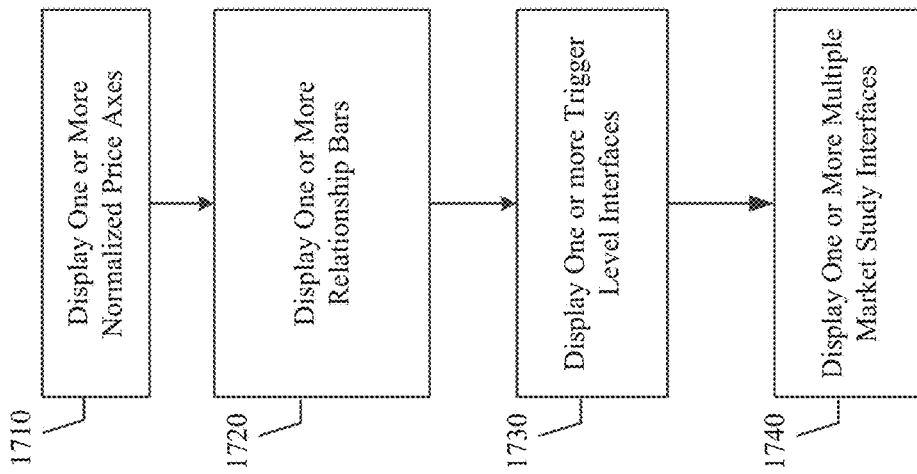 1710
Display One or More
Normalized Price Axes
1720
Display One or More
Relationship Bars
1730
Display One or more Trigger
Level Interfaces
1740
Display One or More Multiple
Market Study Interfaces